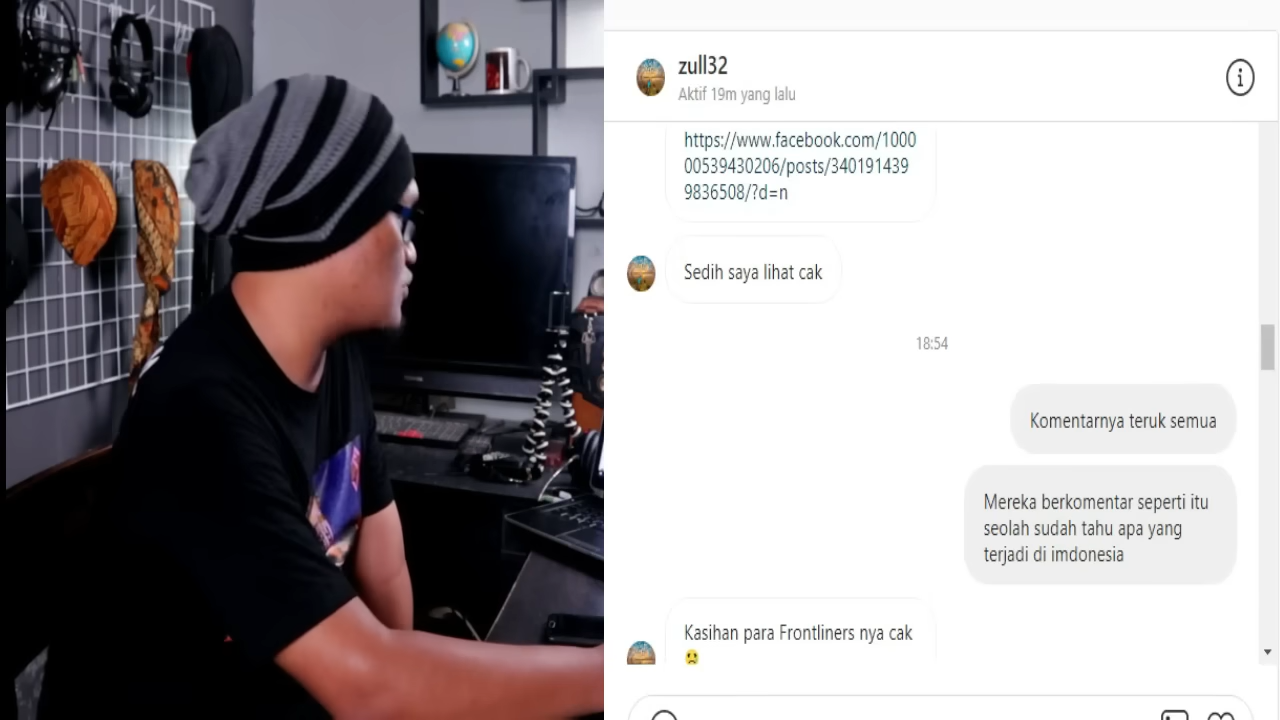 zull32
Aktif 19m yang lalu
https://www.facebook.com/1000
00539430206/posts/340191439
9836508/?d=n
Sedih saya lihat cak
18:54
Komentarnya teruk semua
Mereka berkomentar seperti itu
seolah sudah tahu apa yang
terjadi di imdonesia
Kasihan para Frontliners nya cak